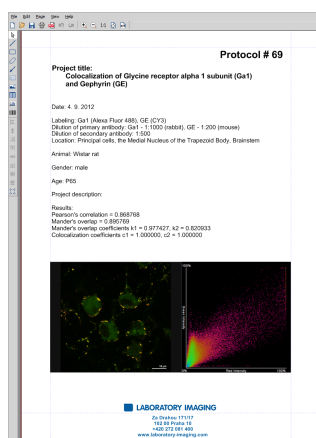 File Edit Page View Help
Protocol # 69
Project title:
Colocalization of Glycine receptor alpha 1 subunit (Ga1)
and Gephyrin (GE)
Date: 4. 9. 2012
Labeling: Ga1 (Alexa Fluor 488), GE (CY3)
Dilution of primary antibody: Ga1 - 1:1000 (rabbit), GE - 1:200 (mouse)
Dilution of secondary antibody: 1:500
Location: Principal cells, the Medial Nucleus of the Trapezoid Body, Brainstem
Animal: Wistar rat
Gender: male
Age: P65
Project description:
Results:
Pearson's correlation = 0.868768
Mander's overlap = 0.895769
Mander's overlap coefficients k1 = 0.977427, k2 = 0.820933
Colocalization coefficients c1 = 1.000000, c2 = 1.000000
100%
Green Intensity
0%
Red Intensity
100%
LABORATORY IMAGING
Za Drahou 171/17
102 00 Praha 10
+420 272 081 400
www.laboratory-imaging.com